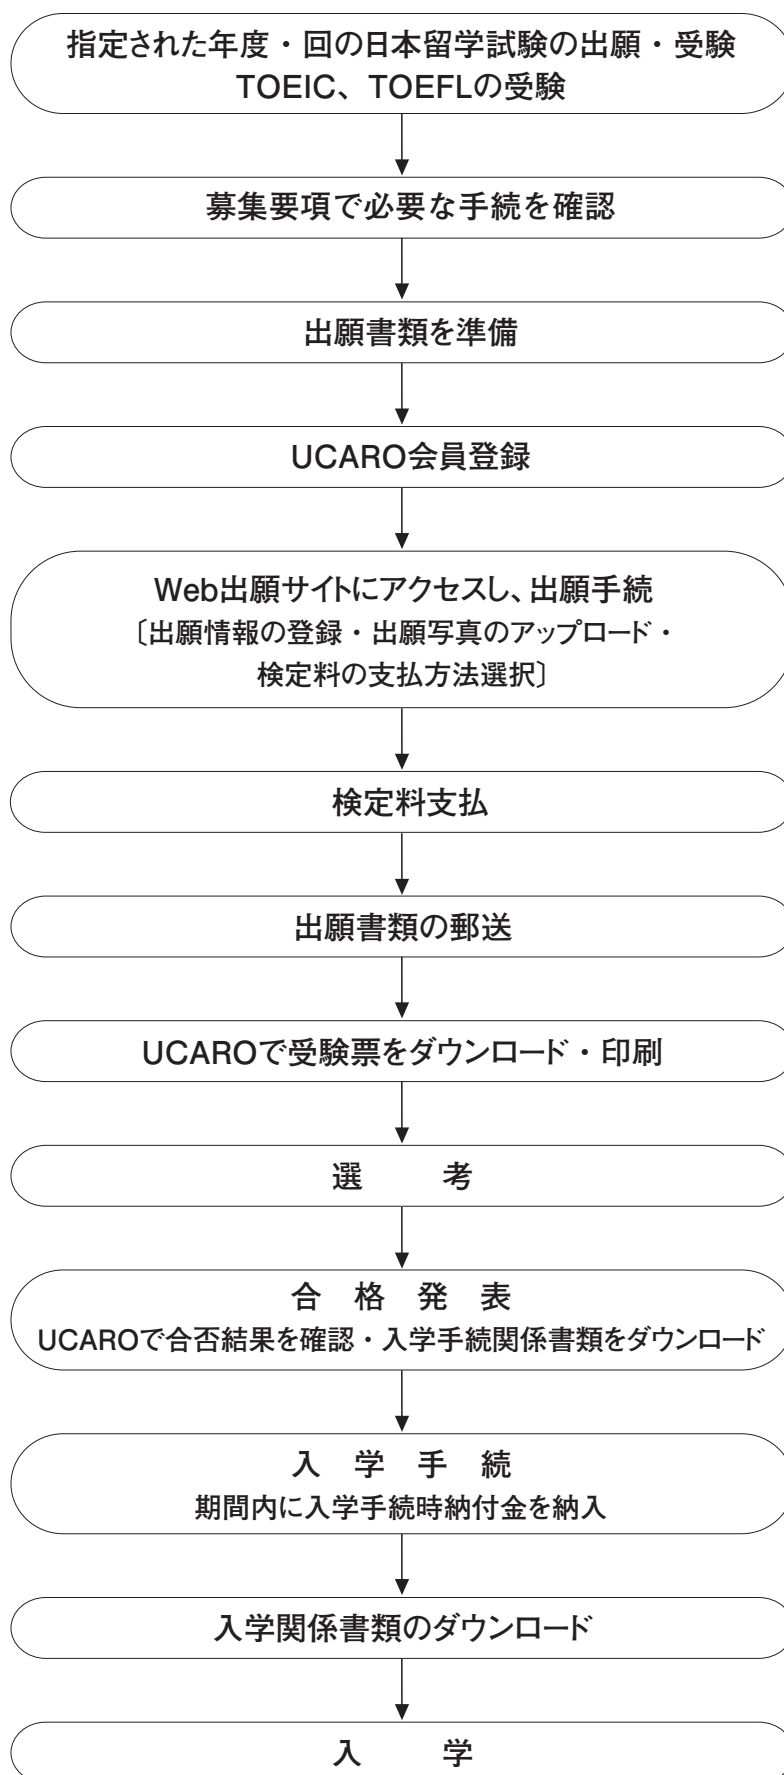 指定された年度・回の日本留学試験の出願・受験
TOEIC、TOEFLの受験
募集要項で必要な手続を確認
出願書類を準備
UCARO会員登録
Web出願サイトにアクセスし、出願手続
〔出願情報の登録・出願写真のアップロード・
検定料の支払方法選択〕
検定料支払
出願書類の郵送
UCAROで受験票をダウンロード・印刷
選　考
合　格　発　表
UCAROで合否結果を確認・入学手続関係書類をダウンロード
入　学　手　続
期間内に入学手続時納付金を納入
入学関係書類のダウンロード
入　学